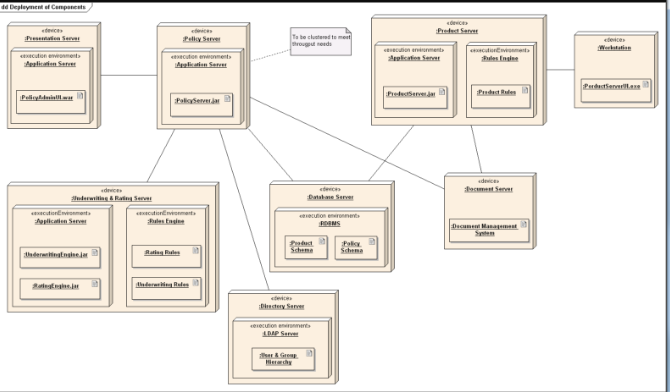 dd Deployment of Components
«device»
:Presentation Server
«execution environment»
:Application Server
:PolicyAdminUI.war
«device»
:Policy Server
«execution environment»
:Application Server
:PolicyServer.jar
To be clustered to meet
througput needs
«device»
:Product Server
«execution environment»
:Application Server
:ProductServer.jar
«executionEnvironment»
:Rules Engine
:Product Rules
«device»
:Workstation
:PorductServerUI.exe
«device»
:Underwriting & Rating Server
«executionEnvironment»
:Application Server
:UnderwritingEngine.jar
:RatingEngine.jar
«executionEnvironment»
:Rules Engine
:Rating Rules
:Underwriting Rules
«device»
:Database Server
«execution environment»
:RDBMS
:Product
Schema
:Policy
Schema
«device»
:Document Server
:Document Management
System
«device»
:Directory Server
«execution environment»
:LDAP Server
:User & Group
Hierarchy